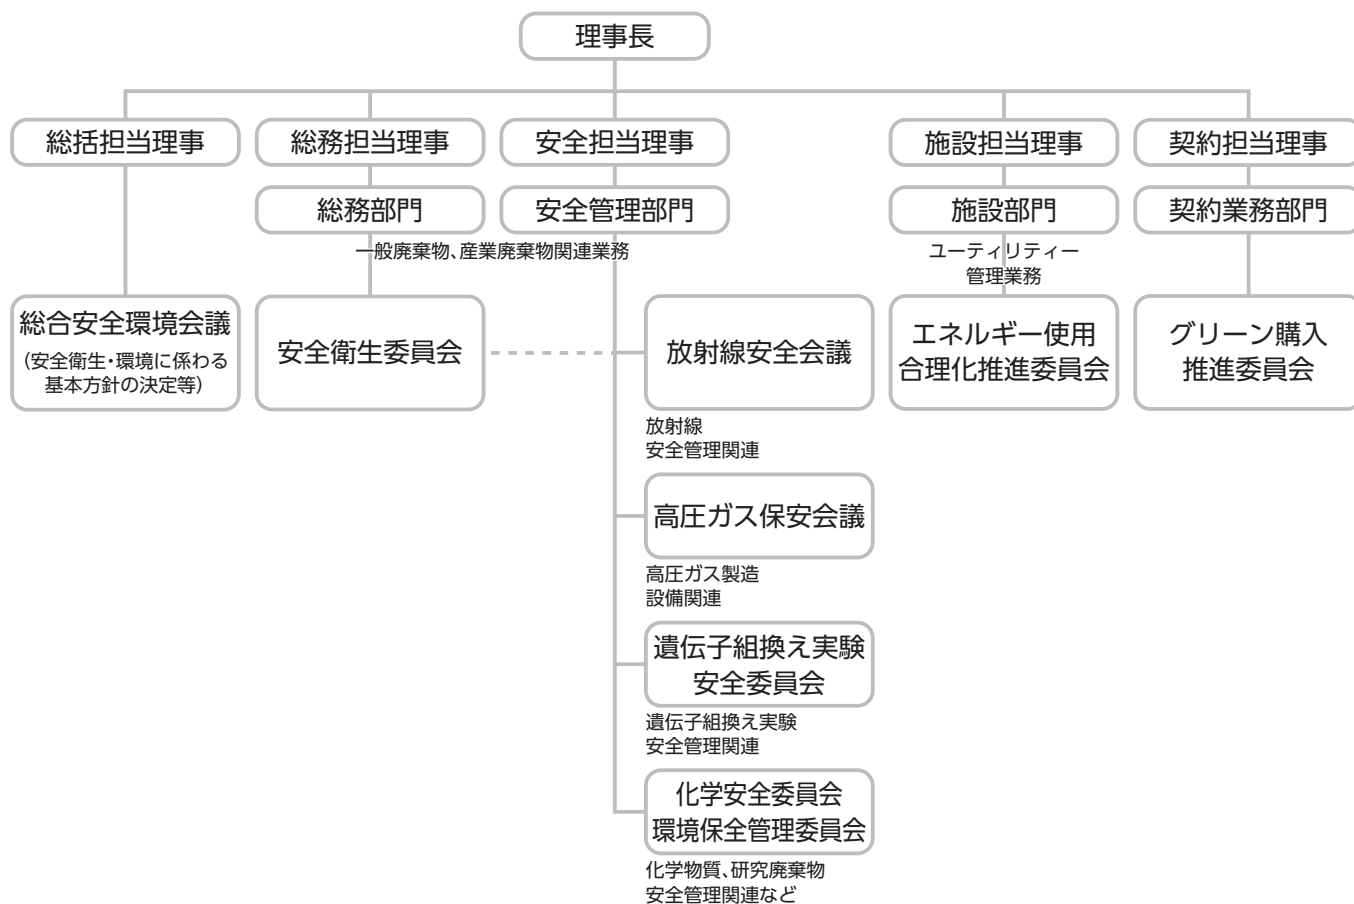 理事長
総括担当理事
総務担当理事
安全担当理事
施設担当理事
契約担当理事
総務部門
安全管理部門
施設部門
契約業務部門
一般廃棄物、産業廃棄物関連業務
ユーティリティー
管理業務
総合安全環境会議
(安全衛生・環境に係わる
基本方針の決定等)
安全衛生委員会
放射線安全会議
放射線
安全管理関連
エネルギー使用
合理化推進委員会
グリーン購入
推進委員会
高圧ガス保安会議
高圧ガス製造
設備関連
遺伝子組換え実験
安全委員会
遺伝子組換え実験
安全管理関連
化学安全委員会
環境保全管理委員会
化学物質、研究廃棄物
安全管理関連など